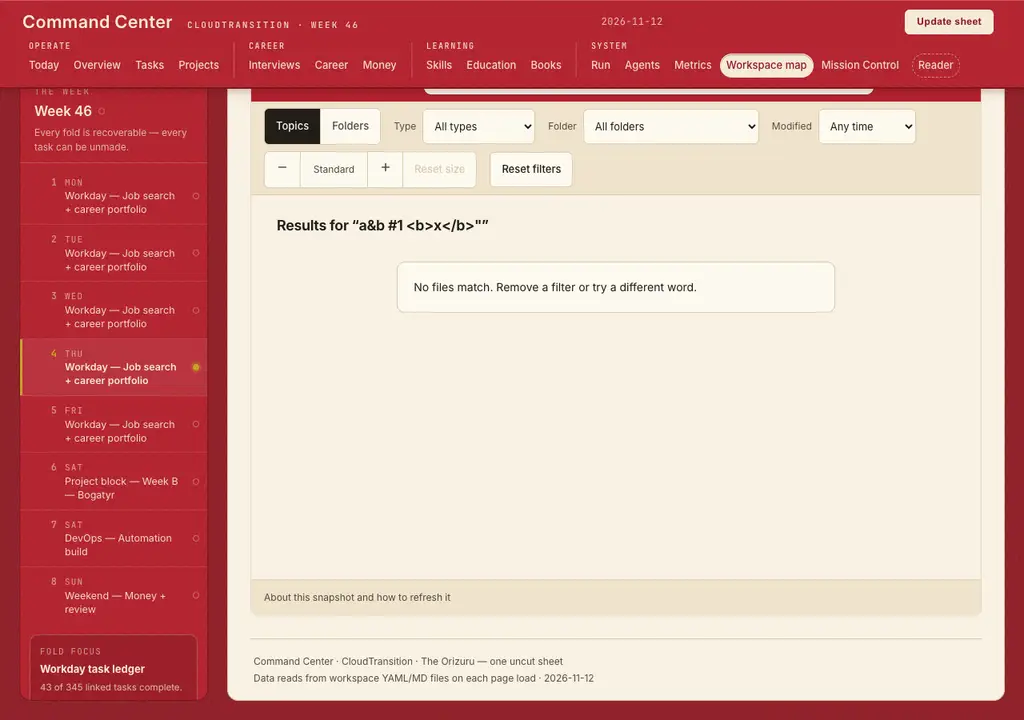 Command Center
CLOUDTRANSITION · WEEK 46
2026-11-12
Update sheet
OPERATE
Today Overview Tasks Projects
CAREER
Interviews Career Money
LEARNING
Skills Education Books
SYSTEM
Run Agents Metrics Workspace map Mission Control Reader
THE WEEK
Week 46
Every fold is recoverable — every
task can be unmade.
1 MON
Workday — Job search
+ career portfolio
2 TUE
Workday — Job search
+ career portfolio
3 WED
Workday — Job search
+ career portfolio
4 THU
Workday — Job search
+ career portfolio
5 FRI
Workday — Job search
+ career portfolio
6 SAT
Project block — Week B
— Bogatyr
7 SAT
DevOps — Automation
build
8 SUN
Weekend — Money +
review
FOLD FOCUS
Workday task ledger
43 of 345 linked tasks complete.
Topics Folders Type All types Folder All folders Modified Any time
− Standard + Reset size Reset filters
Results for “a&b #1 <b>x</b>"”
No files match. Remove a filter or try a different word.
About this snapshot and how to refresh it
Command Center · CloudTransition · The Orizuru — one uncut sheet
Data reads from workspace YAML/MD files on each page load · 2026-11-12